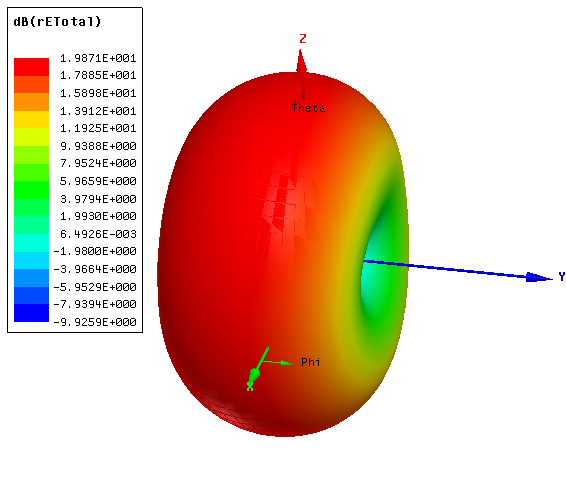 dB(rETotal)
1.9871E+001
1.7885E+001
1.5898E+001
1.3912E+001
1.1925E+001
9.9388E+000
7.9524E+000
5.9659E+000
3.9794E+000
1.9930E+000
6.4926E-003
-1.9800E+000
-3.9664E+000
-5.9529E+000
-7.9394E+000
-9.9259E+000
Z
Theta
Y
Phi
X